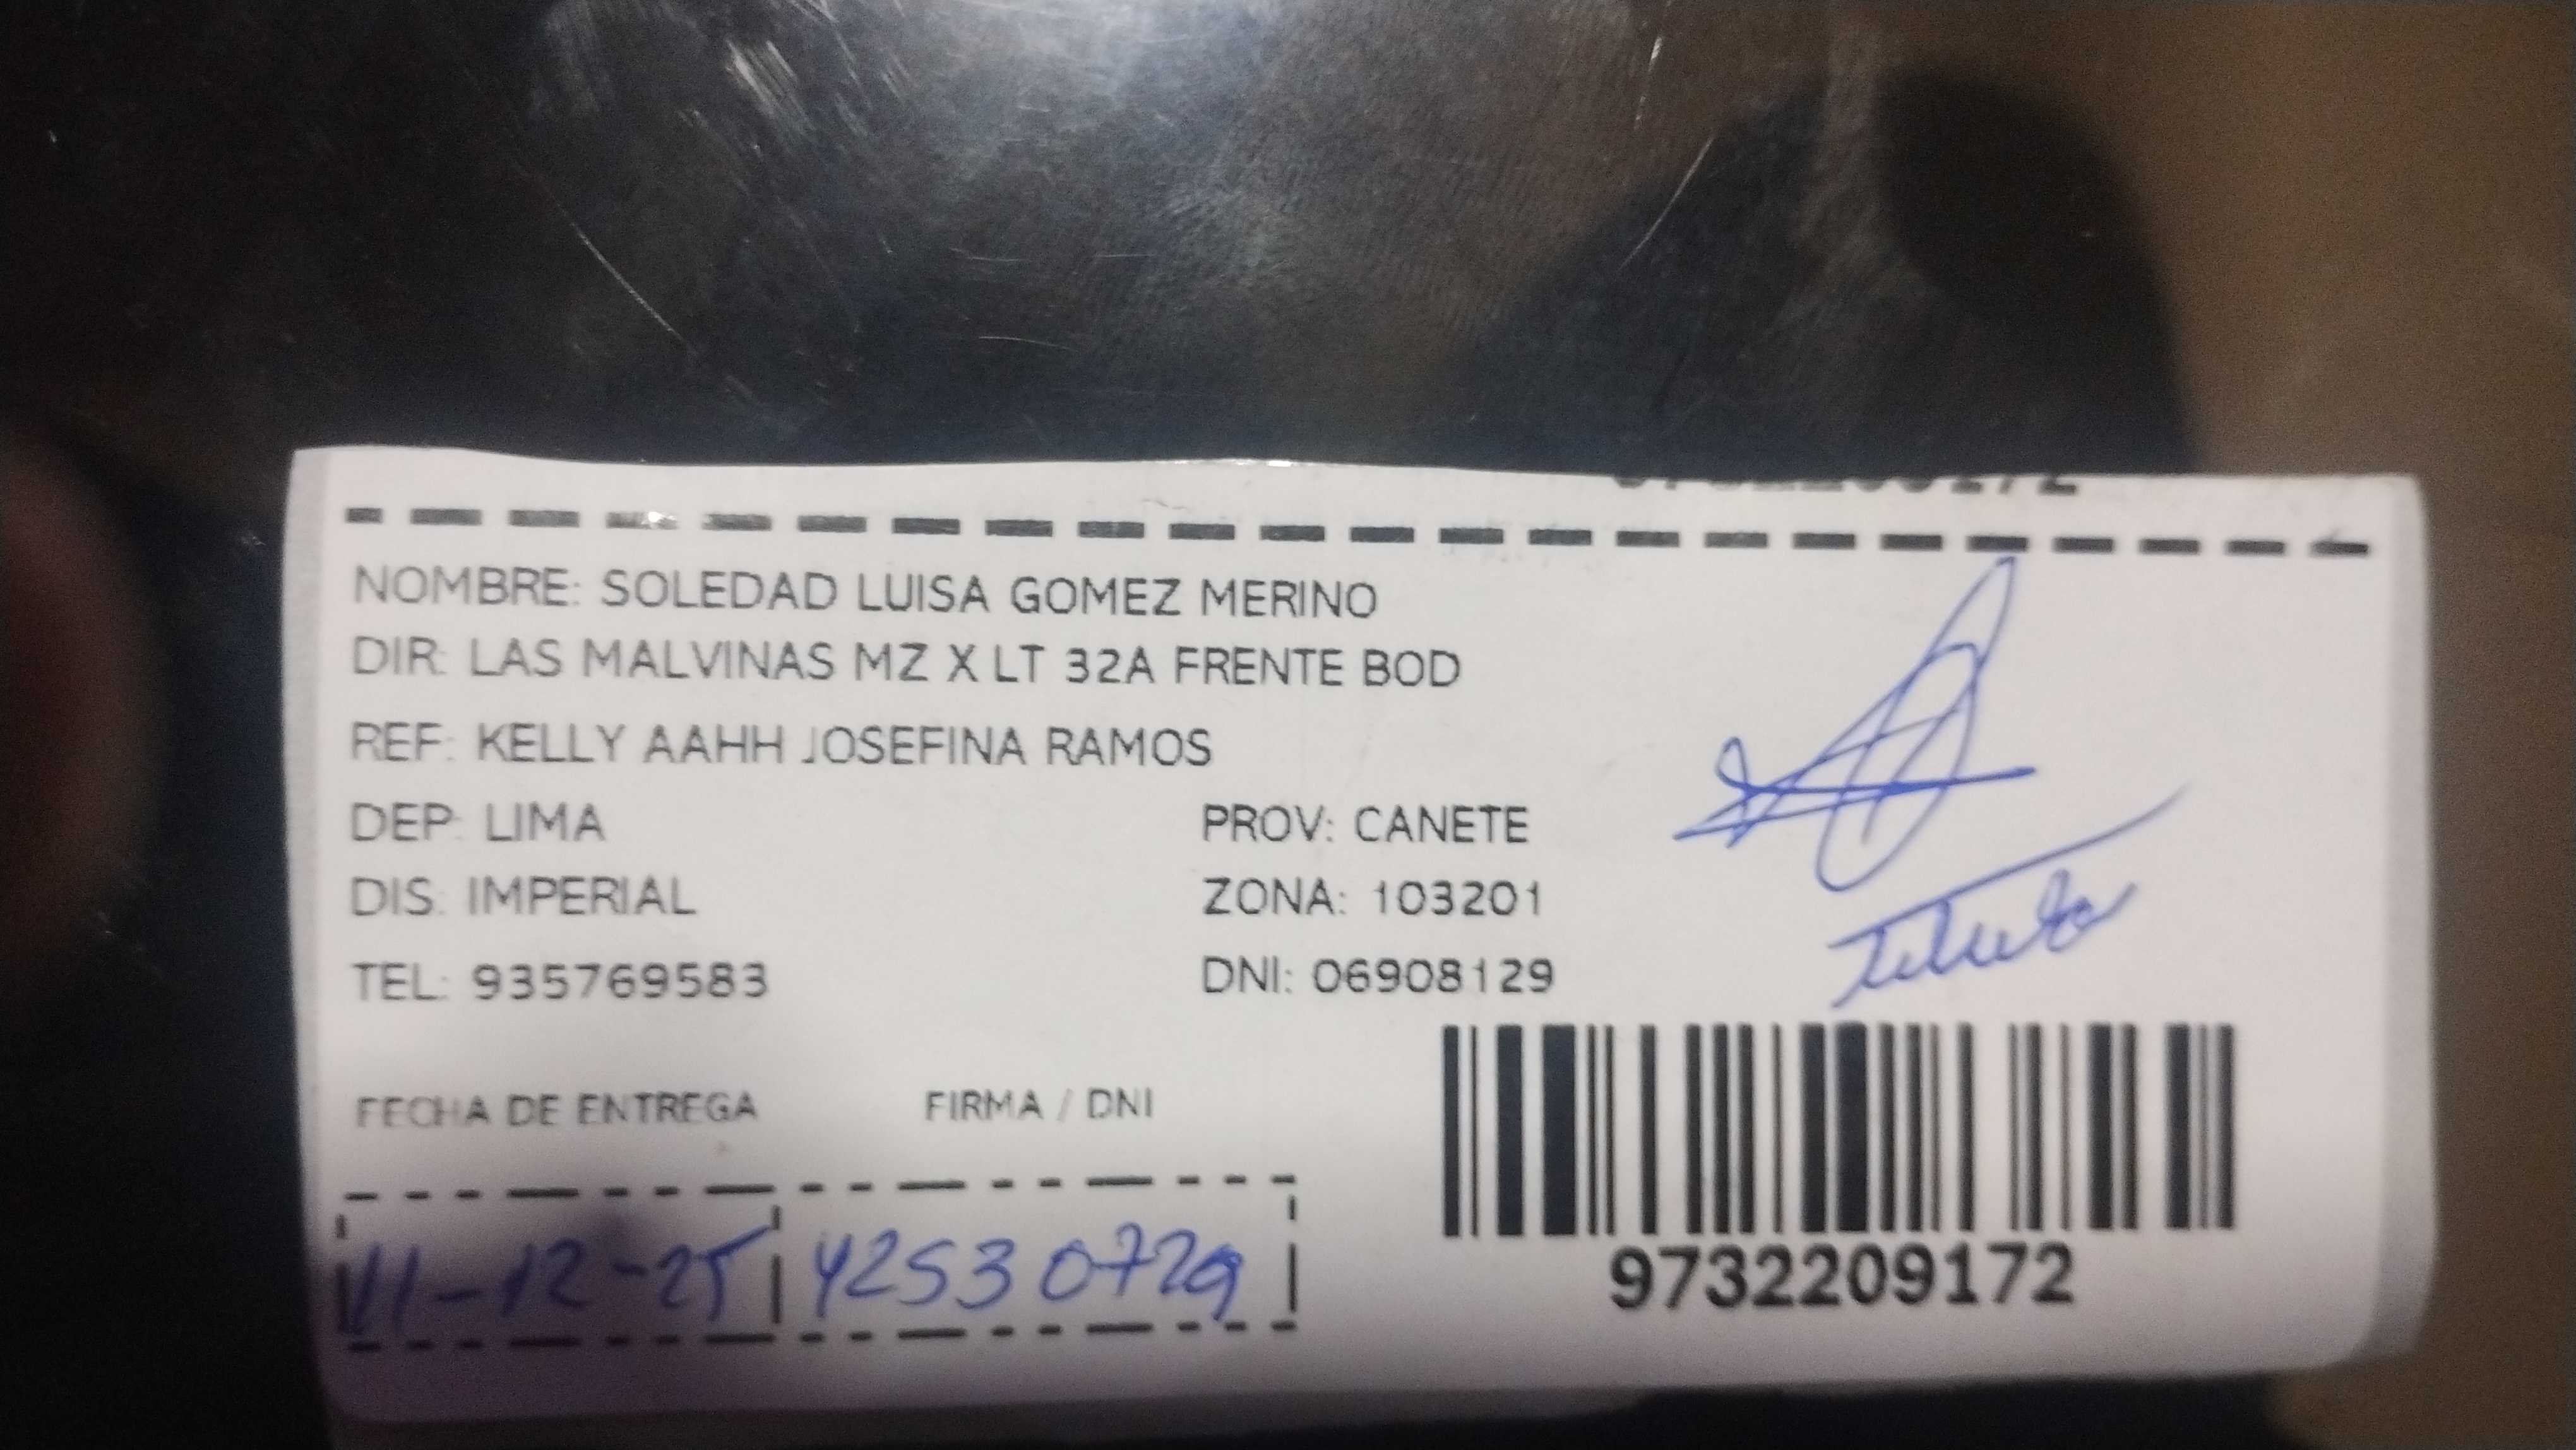 NOMBRE: SOLEDAD LUISA GOMEZ MERINO
DIR: LAS MALVINAS MZ X LT 32A FRENTE BOD
REF: KELLY AAHH JOSEFINA RAMOS
DEP: LIMA
PROV: CANETE
DIS: IMPERIAL
ZONA: 103201
TEL: 935769583
DNI: 06908129
FECHA DE ENTREGA
FIRMA / DNI
11-12-25
42530729
9732209172